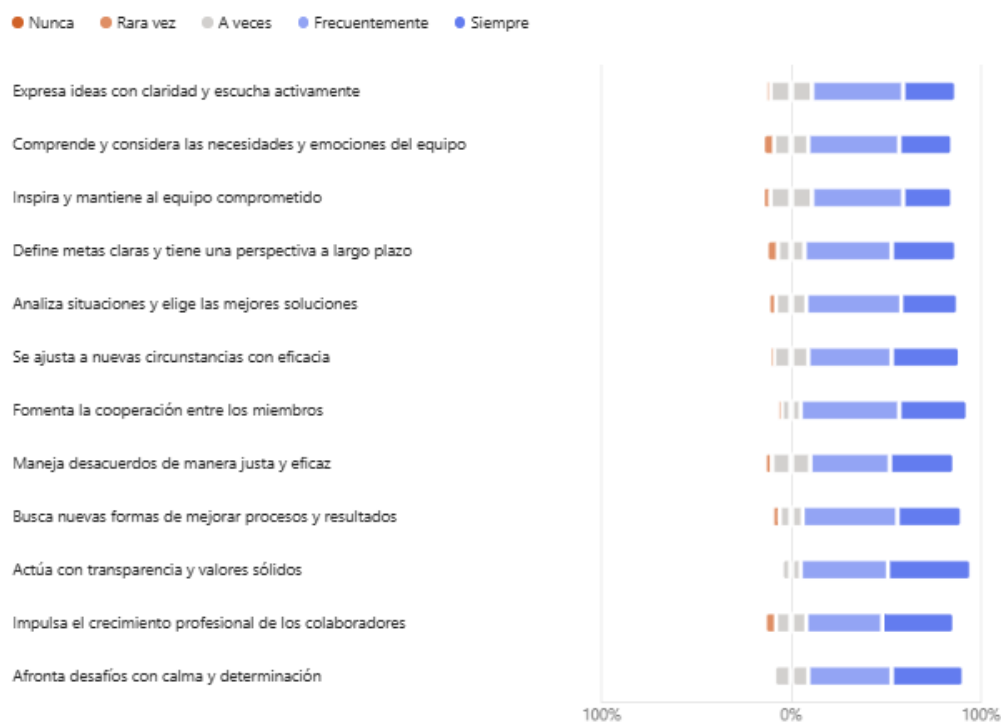 Nunca Rara vez A veces Frecuentemente Siempre
Expresa ideas con claridad y escucha activamente
Comprende y considera las necesidades y emociones del equipo
Inspira y mantiene al equipo comprometido
Define metas claras y tiene una perspectiva a largo plazo
Analiza situaciones y elige las mejores soluciones
Se ajusta a nuevas circunstancias con eficacia
Fomenta la cooperación entre los miembros
Maneja desacuerdos de manera justa y eficaz
Busca nuevas formas de mejorar procesos y resultados
Actúa con transparencia y valores sólidos
Impulsa el crecimiento profesional de los colaboradores
Afronta desafíos con calma y determinación
100% 0% 100%